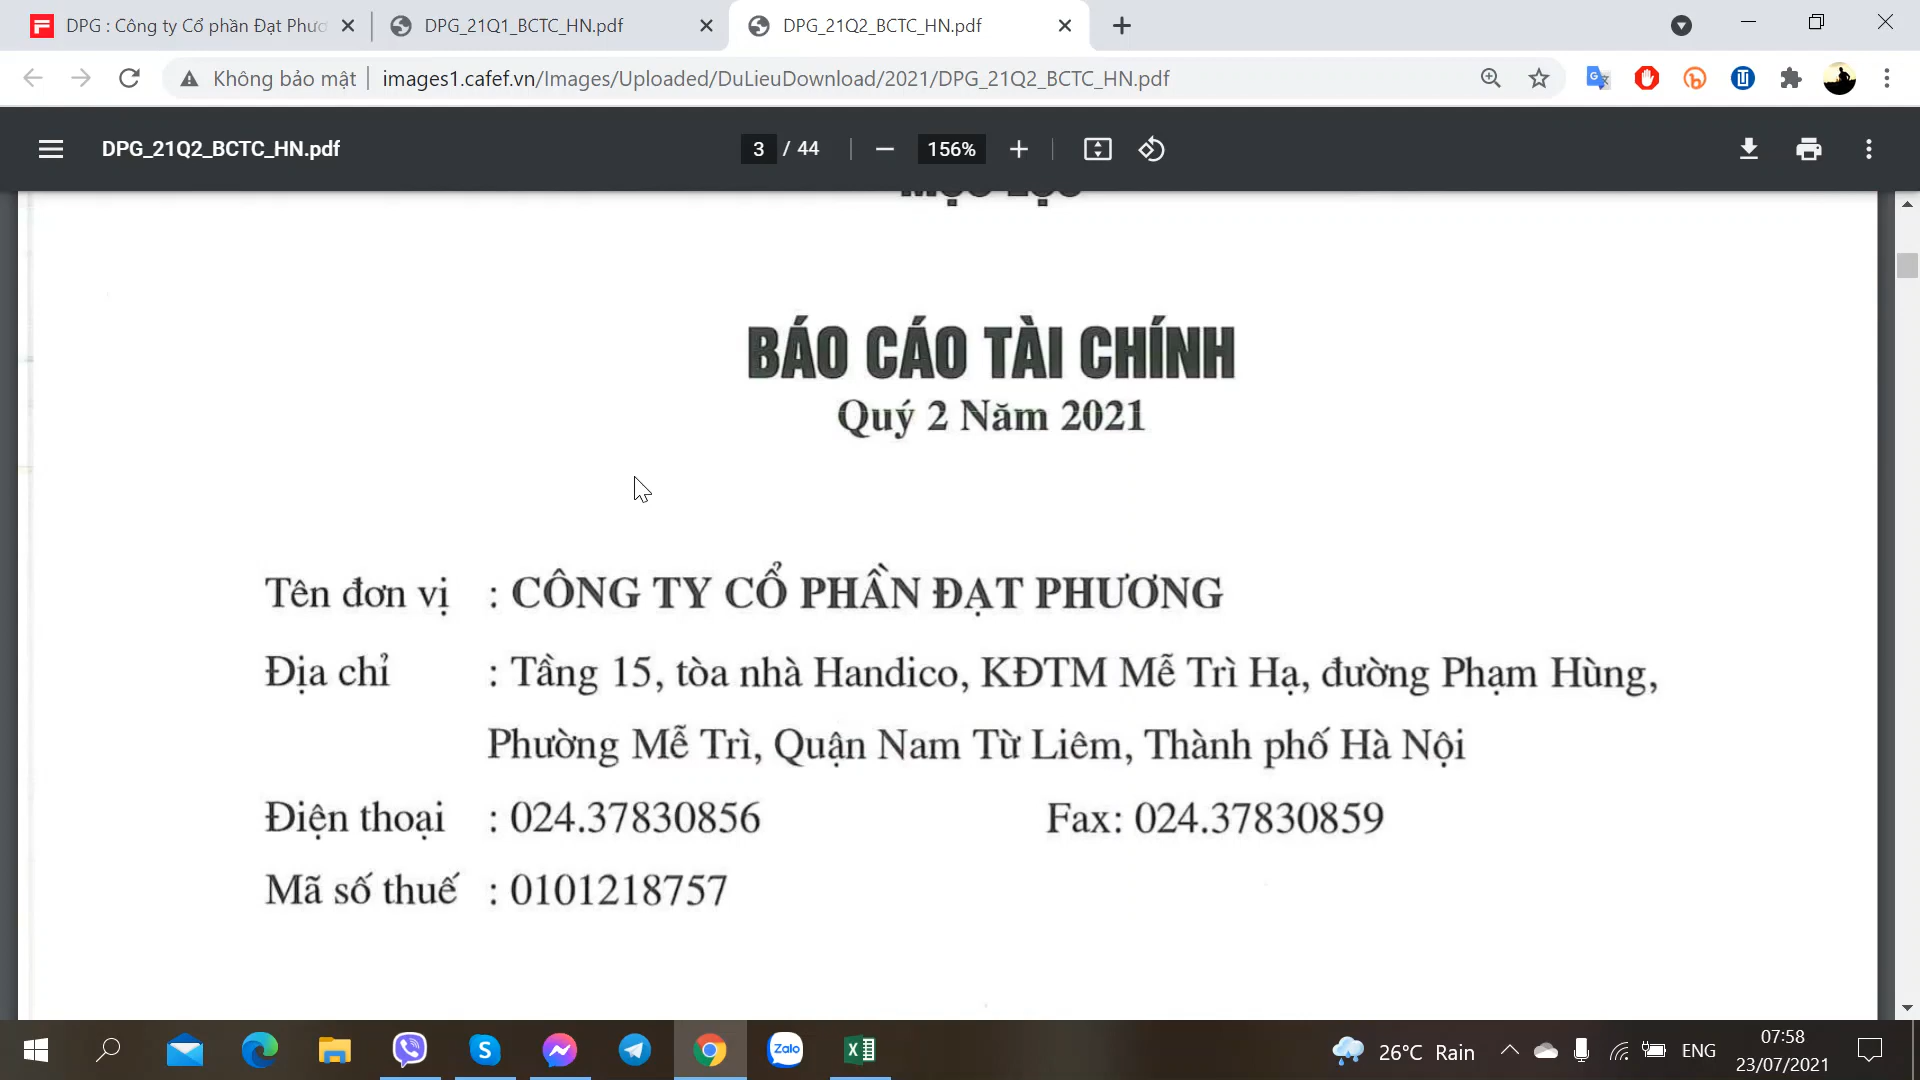 DPG : Công ty Cổ phần Đạt Phươ
DPG_21Q1_BCTC_HN.pdf
DPG_21Q2_BCTC_HN.pdf
Không bảo mật
images1.cafef.vn/Images/Uploaded/DuLieuDownload/2021/DPG_21Q2_BCTC_HN.pdf
DPG_21Q2_BCTC_HN.pdf
3 / 44
156%
MỤC LỤC
BÁO CÁO TÀI CHÍNH
Quý 2 Năm 2021
Tên đơn vị : CÔNG TY CỔ PHẦN ĐẠT PHƯƠNG
Địa chỉ : Tầng 15, tòa nhà Handico, KĐTM Mễ Trì Hạ, đường Phạm Hùng,
Phường Mễ Trì, Quận Nam Từ Liêm, Thành phố Hà Nội
Điện thoại : 024.37830856 Fax: 024.37830859
Mã số thuế : 0101218757
Zalo
26°C Rain
ENG
07:58
23/07/2021